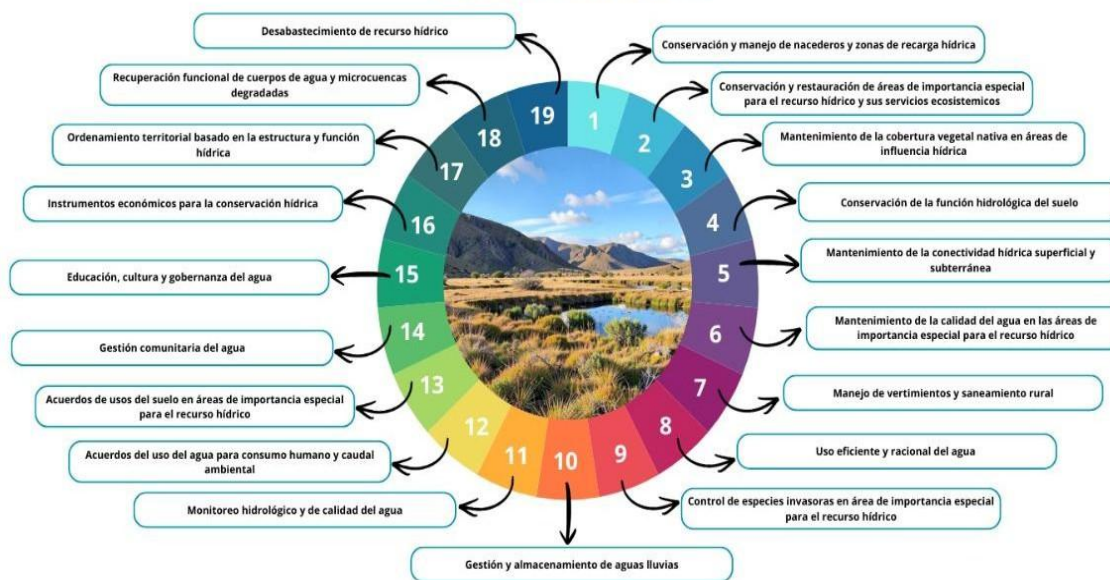 1
Conservación y manejo de nacederos y zonas de recarga hídrica
2
Conservación y restauración de áreas de importancia especial
para el recurso hídrico y sus servicios ecosistemicos
3
Mantenimiento de la cobertura vegetal nativa en áreas de
influencia hídrica
4
Conservación de la función hidrológica del suelo
5
Mantenimiento de la conectividad hídrica superficial y
subterránea
6
Mantenimiento de la calidad del agua en las áreas de
importancia especial para el recurso hídrico
7
Manejo de vertimientos y saneamiento rural
8
Uso eficiente y racional del agua
9
Control de especies invasoras en área de importancia especial
para el recurso hídrico
10
Gestión y almacenamiento de aguas lluvias
11
Monitoreo hidrológico y de calidad del agua
12
Acuerdos del uso del agua para consumo humano y caudal
ambiental
13
Acuerdos de usos del suelo en áreas de importancia especial
para el recurso hídrico
14
Gestión comunitaria del agua
15
Educación, cultura y gobernanza del agua
16
Instrumentos económicos para la conservación hídrica
17
Ordenamiento territorial basado en la estructura y función
hídrica
18
Recuperación funcional de cuerpos de agua y microcuencas
degradadas
19
Desabastecimiento de recurso hídrico